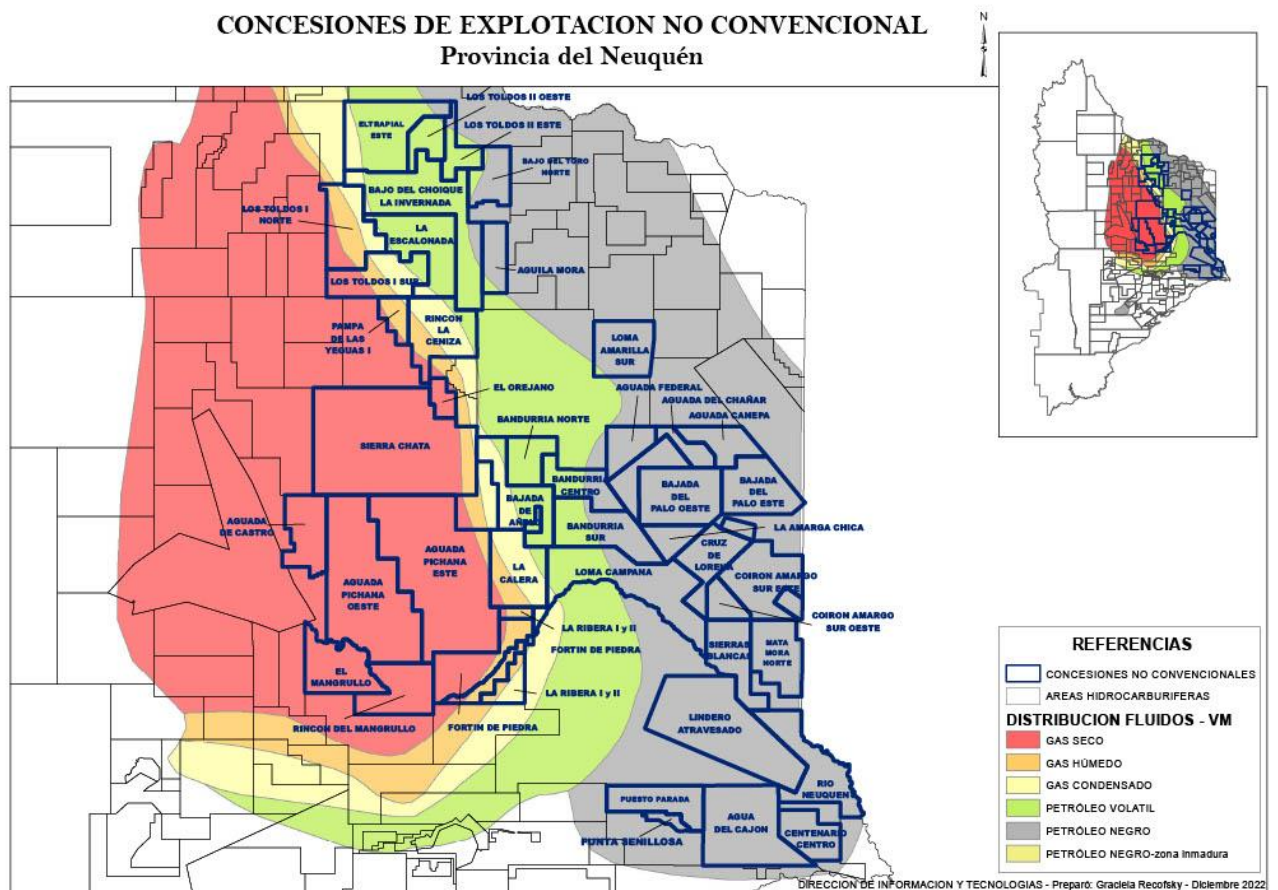 CONCESIONES DE EXPLOTACION NO CONVENCIONAL
Provincia del Neuquén
N
LOS TOLDOS II OESTE
EL TRAPIAL
ESTE
LOS TOLDOS II ESTE
BAJO DEL TORO
NORTE
BAJO DEL CHOIQUE
LA INVERNADA
LOS TOLDOS I
NORTE
LA
ESCALONADA
AGUILA MORA
LOS TOLDOS I SUR
PAMPA
DE LAS
YEGUAS I
RINCON
LA
CENIZA
LOMA
AMARILLA
SUR
EL OREJANO
AGUADA FEDERAL
AGUADA DEL CHAÑAR
AGUADA CANEPA
BANDURRIA NORTE
SIERRA CHATA
BANDURRIA
CENTRO
BAJADA
DEL
PALO OESTE
BAJADA
DEL
PALO ESTE
BAJADA
DE
AÑELO
AGUADA
DE CASTRO
BANDURRIA
SUR
LA AMARGA CHICA
CRUZ
DE
LORENA
AGUADA
PICHANA
ESTE
LA
CALERA
LOMA CAMPANA
COIRON AMARGO
SUR ESTE
AGUADA
PICHANA
OESTE
COIRON AMARGO
SUR OESTE
LA RIBERA I y II
FORTIN DE PIEDRA
SIERRAS
BLANCAS
MATA
MORA
NORTE
EL
MANGRULLO
LA RIBERA I y II
RINCON DEL MANGRULLO
FORTIN DE PIEDRA
LINDERO
ATRAVESADO
RIO
NEUQUEN
PUESTO PARADA
AGUA
DEL CAJON
CENTENARIO
CENTRO
PUNTA SENILLOSA
REFERENCIAS
CONCESIONES NO CONVENCIONALES
AREAS HIDROCARBURIFERAS
DISTRIBUCION FLUIDOS - VM
GAS SECO
GAS HÚMEDO
GAS CONDENSADO
PETRÓLEO VOLATIL
PETRÓLEO NEGRO
PETRÓLEO NEGRO-zona inmadura
DIRECCION DE INFORMACION Y TECNOLOGIAS - Preparó: Graciela Recofsky - Diciembre 2022